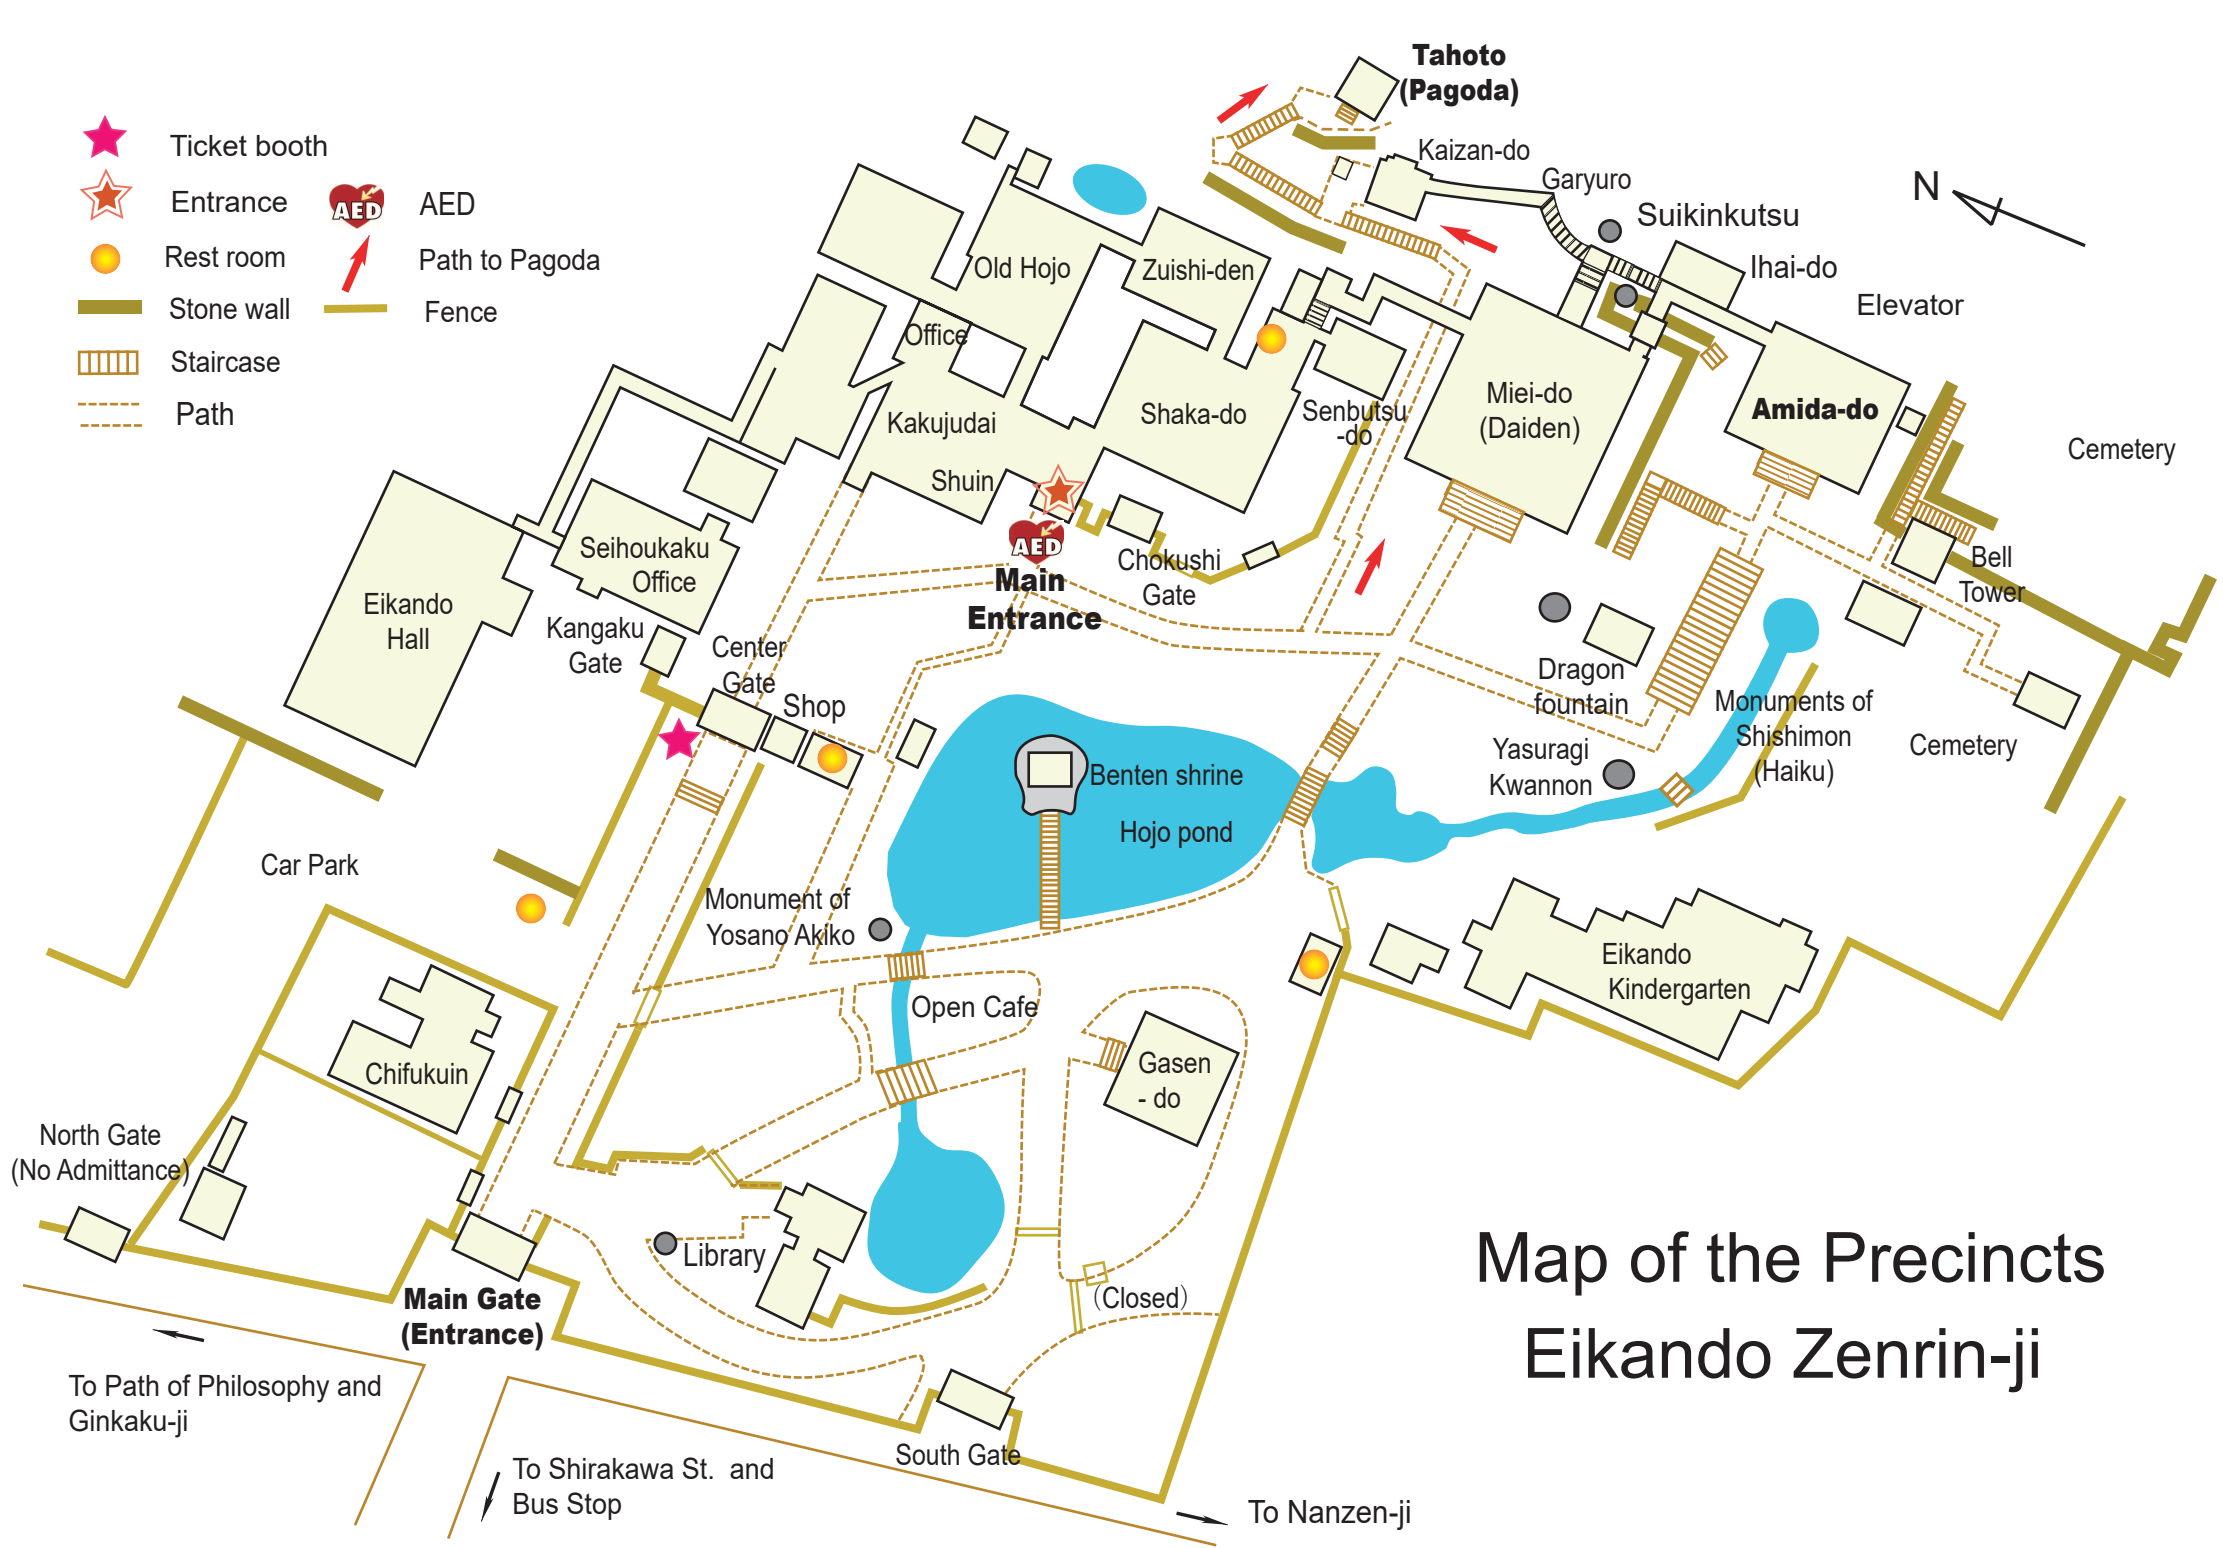 Tahoto
(Pagoda)
Ticket booth
Entrance
AED
AED
Rest room
Path to Pagoda
Stone wall
Fence
Staircase
Path
Kaizan-do
Garyuro
Suikinkutsu
N
Ihai-do
Elevator
Old Hojo
Zuishi-den
Office
Kakujudai
Shaka-do
Senbutsu
-do
Miei-do
(Daiden)
Amida-do
Cemetery
Shuin
AED
Main
Entrance
Chokushi
Gate
Seihoukaku
Office
Eikando
Hall
Kangaku
Gate
Center
Gate
Shop
Bell
Tower
Dragon
fountain
Monuments of
Shishimon
(Haiku)
Cemetery
Yasuragi
Kwannon
Benten shrine
Hojo pond
Car Park
Monument of
Yosano Akiko
Open Cafe
Eikando
Kindergarten
Gasen
- do
Chifukuin
North Gate
(No Admittance)
Library
(Closed)
Main Gate
(Entrance)
Map of the Precincts
Eikando Zenrin-ji
To Path of Philosophy and
Ginkaku-ji
South Gate
To Shirakawa St. and
Bus Stop
To Nanzen-ji